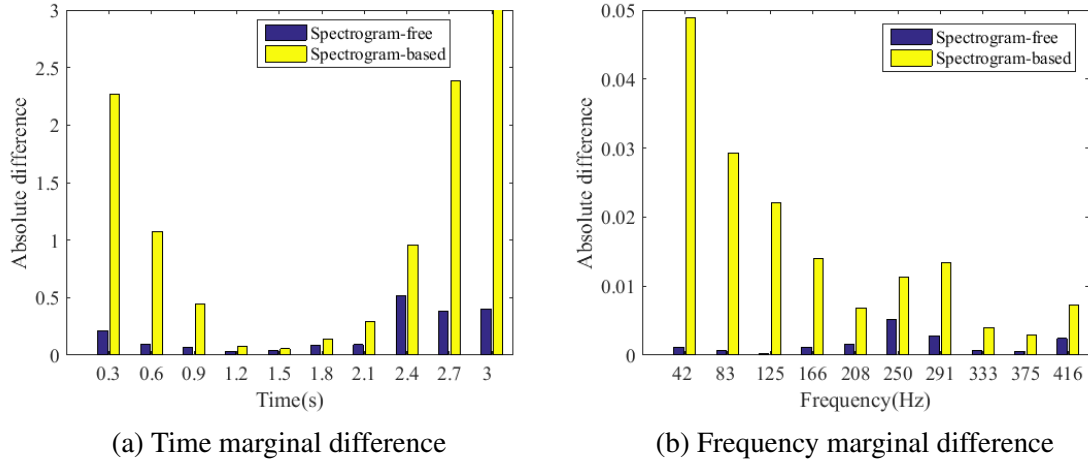 3
2.5
2
1.5
1
0.5
0
Absolute difference
Spectrogram-free
Spectrogram-based
0.3 0.6 0.9 1.2 1.5 1.8 2.1 2.4 2.7 3
Time(s)
(a) Time marginal difference
0.05
0.04
0.03
0.02
0.01
0
Absolute difference
Spectrogram-free
Spectrogram-based
42 83 125 166 208 250 291 333 375 416
Frequency(Hz)
(b) Frequency marginal difference